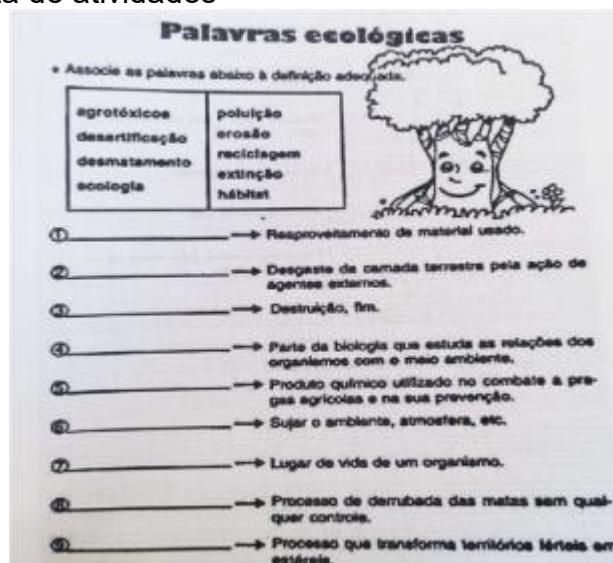 de atividades
Palavras ecológicas
• Associe as palavras abaixo à definição adequada.
agrotóxicos
desertificação
desmatamento
ecologia
poluição
erosão
reciclagem
extinção
hábitat
① → Reaproveitamento de material usado.
② → Desgaste da camada terrestre pela ação de
agentes externos.
③ → Destruição, fim.
④ → Parte da biologia que estuda as relações dos
organismos com o meio ambiente.
⑤ → Produto químico utilizado no combate a pra-
gas agrícolas e na sua prevenção.
⑥ → Sujar o ambiente, atmosfera, etc.
⑦ → Lugar de vida de um organismo.
⑧ → Processo de derrubada das matas sem qual-
quer controle.
⑨ → Processo que transforma territórios férteis em
estéreis.